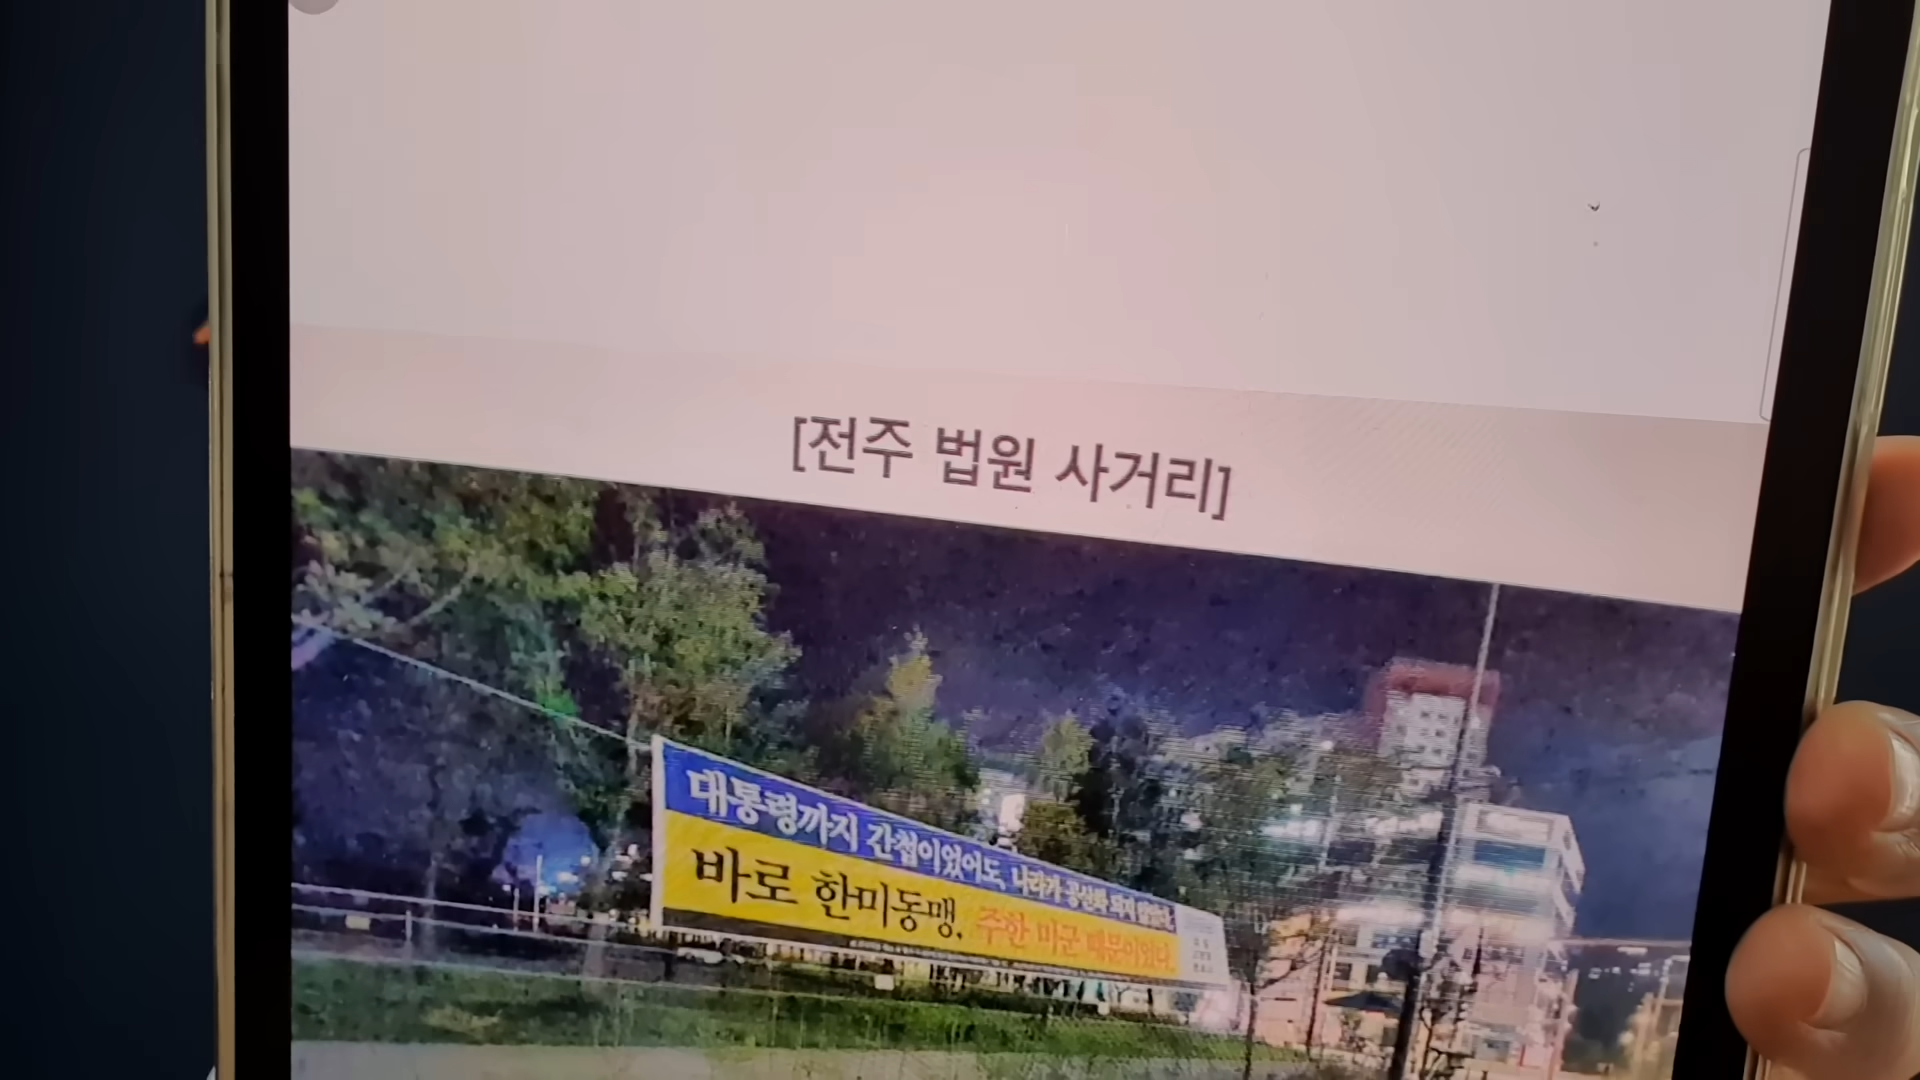 [전주 법원 사거리]
대통령까지 간첩이었어도, 나라가 공산화 되지 않았다.
바로 한미동맹, 주한 미군 때문이었다.